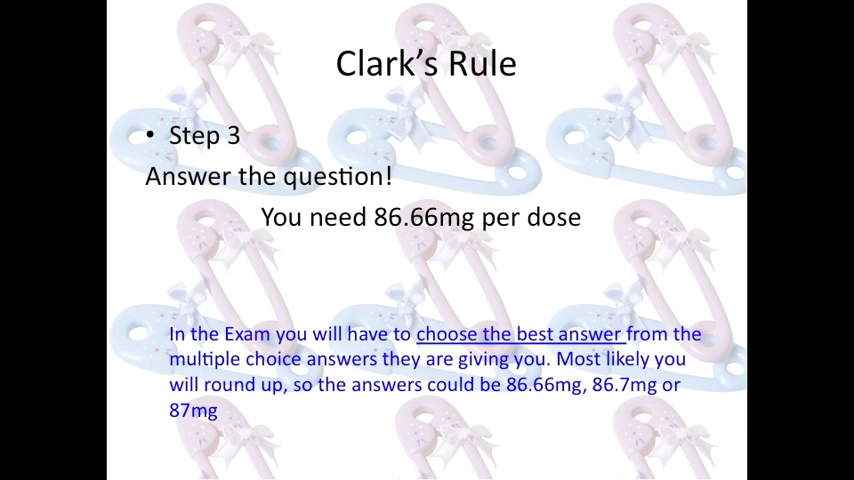 Clark's Rule
• Step 3
Answer the question!
You need 86.66mg per dose
In the Exam you will have to choose the best answer from the
multiple choice answers they are giving you. Most likely you
will round up, so the answers could be 86.66mg, 86.7mg or
87mg